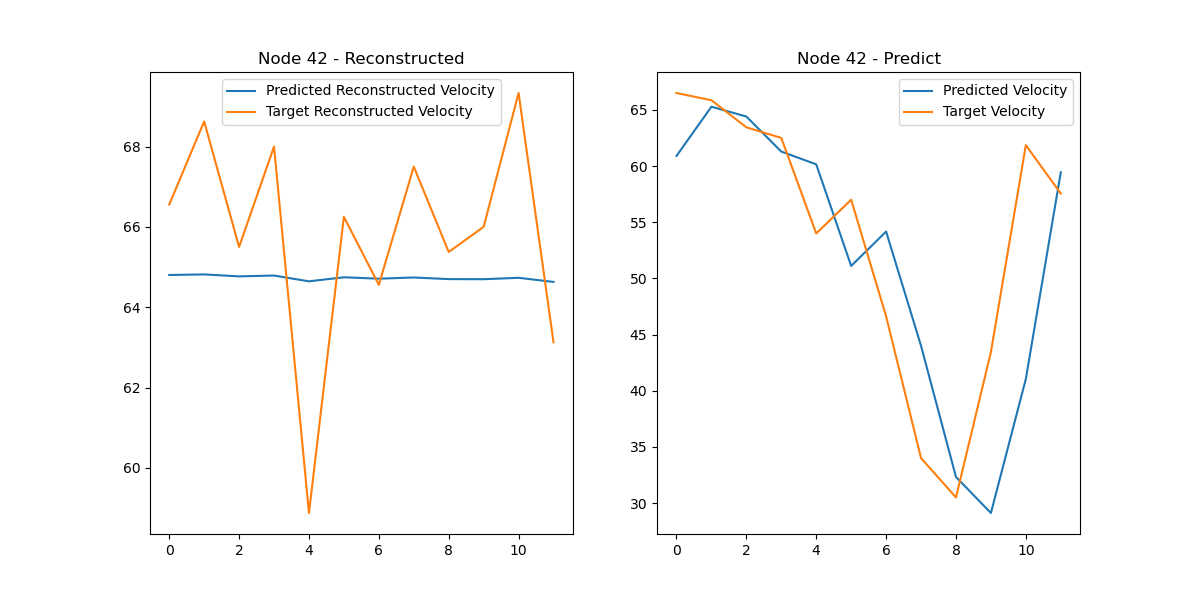 Node 42 - Reconstructed
Predicted Reconstructed Velocity
Target Reconstructed Velocity
68
66
64
62
60
0 2 4 6 8 10
Node 42 - Predict
Predicted Velocity
Target Velocity
65
60
55
50
45
40
35
30
0 2 4 6 8 10